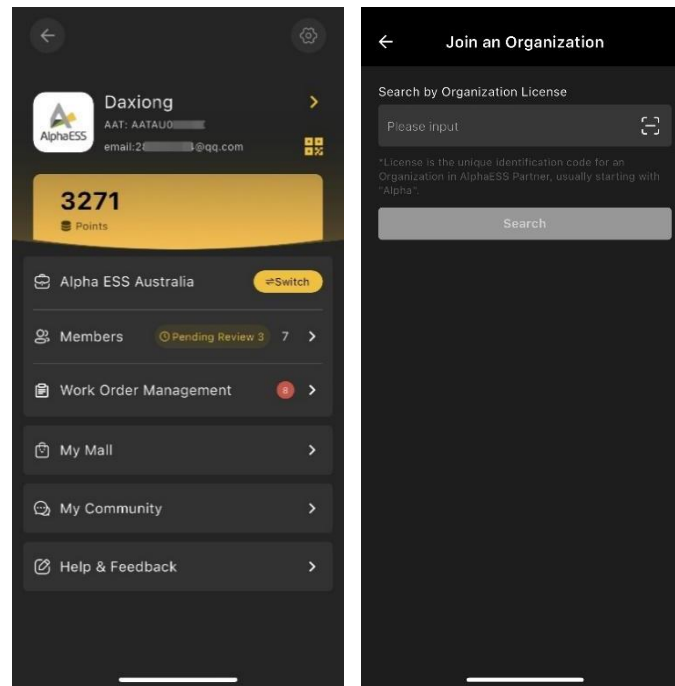 Daxiong
AlphaESS
AAT: AATAU0
email:2 @qq.com
3271
Points
Alpha ESS Australia
⇌Switch
Members
Pending Review 3
7
Work Order Management
8
My Mall
My Community
Help & Feedback
Join an Organization
Search by Organization License
Please input
*License is the unique identification code for an
Organization in AlphaESS Partner, usually starting with
"Alpha".
Search